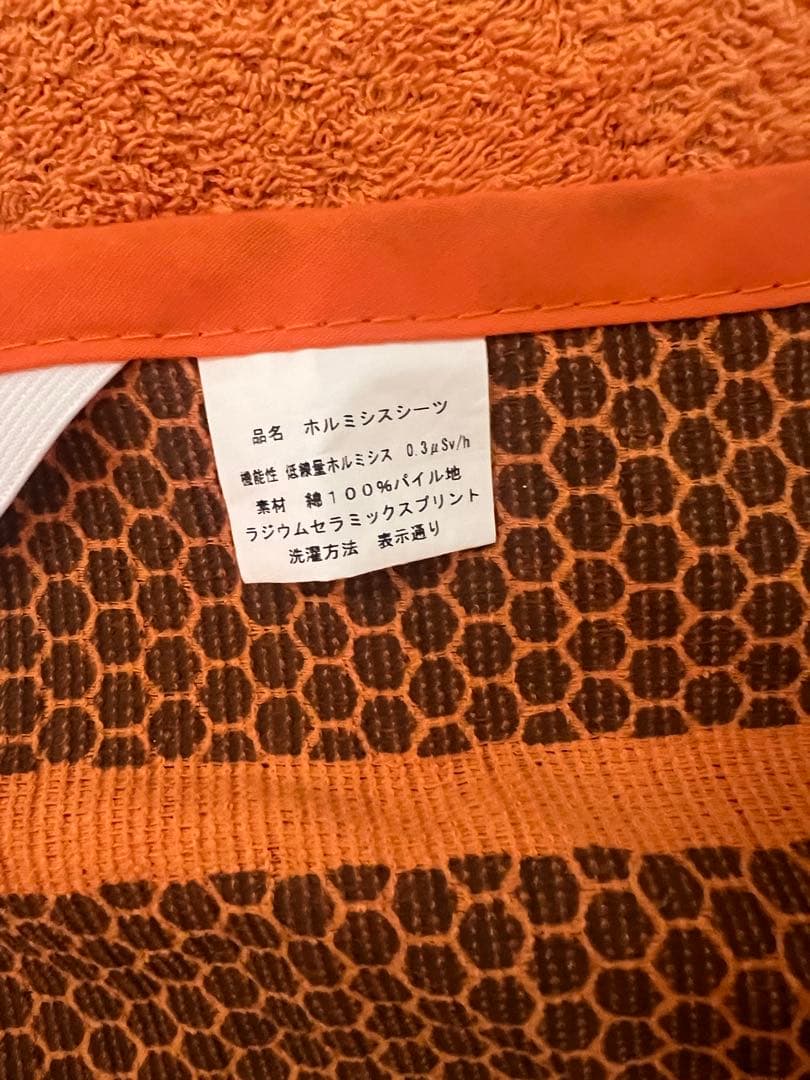 品名 ホルミシスシーツ
機能性 低線量ホルミシス 0.3μSv/h
素材 綿100%パイル地
ラジウムセラミックスプリント
洗濯方法 表示通り